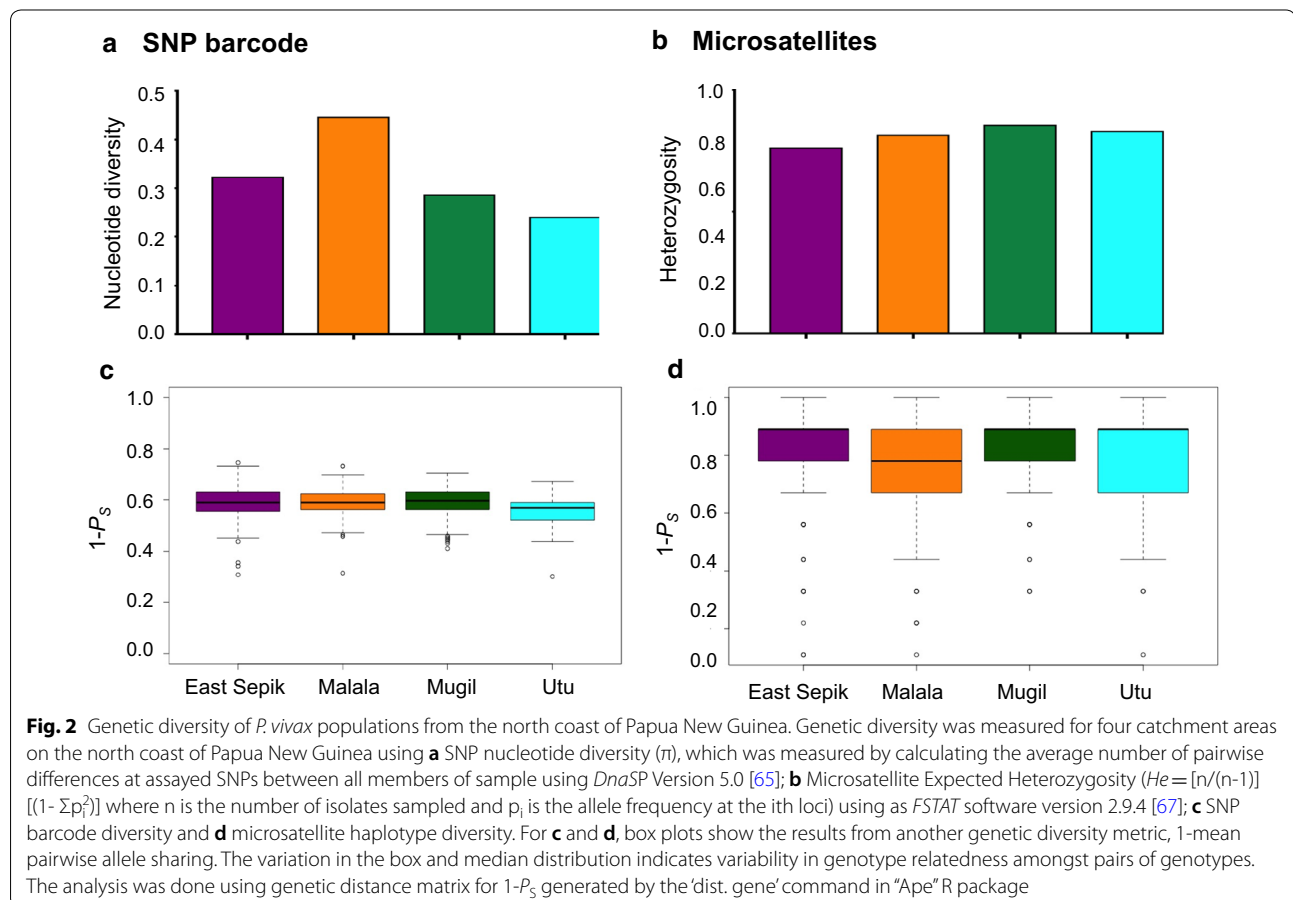 a SNP barcode
b Microsatellites
Nucleotide diversity
0.5
0.4
0.3
0.2
0.1
0.0
Heterozygosity
1.0
0.8
0.6
0.4
0.2
0.0
c
1-PS
1.0
0.8
0.6
0.4
0.2
0.0
East Sepik Malala Mugil Utu
d
1-PS
1.0
0.8
0.6
0.4
0.2
0.0
East Sepik Malala Mugil Utu
Fig. 2 Genetic diversity of P. vivax populations from the north coast of Papua New Guinea. Genetic diversity was measured for four catchment areas
on the north coast of Papua New Guinea using a SNP nucleotide diversity (π), which was measured by calculating the average number of pairwise
differences at assayed SNPs between all members of sample using DnaSP Version 5.0 [65]; b Microsatellite Expected Heterozygosity (He = [n/(n-1)]
[(1- Σpi²)] where n is the number of isolates sampled and pi is the allele frequency at the ith loci) using as FSTAT software version 2.9.4 [67]; c SNP
barcode diversity and d microsatellite haplotype diversity. For c and d, box plots show the results from another genetic diversity metric, 1-mean
pairwise allele sharing. The variation in the box and median distribution indicates variability in genotype relatedness amongst pairs of genotypes.
The analysis was done using genetic distance matrix for 1-PS generated by the 'dist. gene' command in "Ape" R package